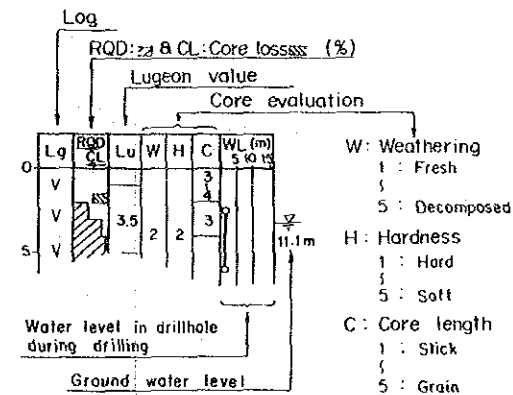 Log
RQD: & CL:Core loss (%)
Lugeon value
Core evaluation
Lg RQD CL Lu W H C WL (m)
5 10 15
0
V
V
V
5
3.5
2
2
3
4
3
11.1m
W: Weathering
1 : Fresh
5 : Decomposed
H: Hardness
1 : Hard
5 : Soft
C: Core length
1 : Stick
5 : Grain
Water level in drillhole
during drilling
Ground water level